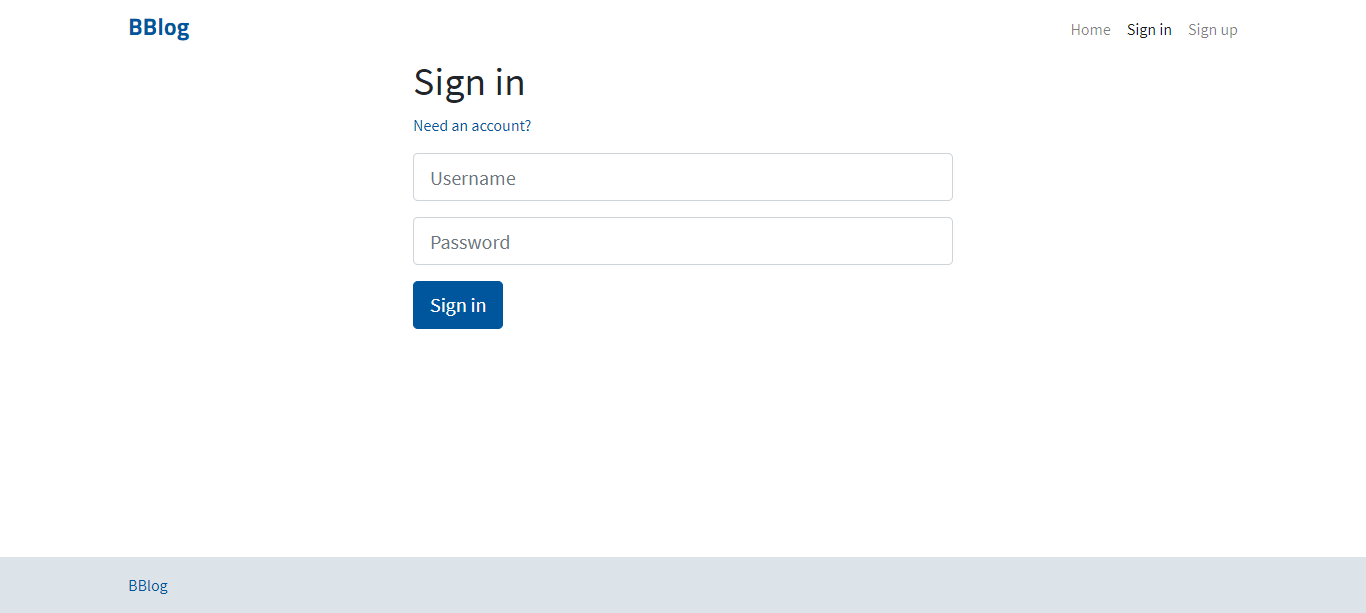 BBlog
Home Sign in Sign up
Sign in
Need an account?
Username
Password
Sign in
BBlog